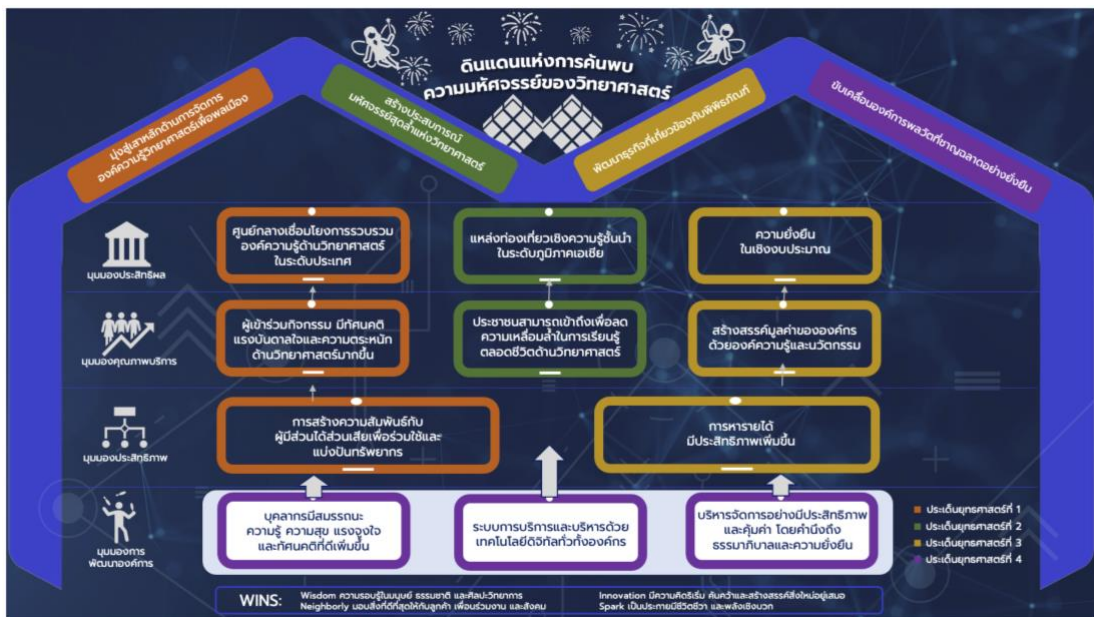 ดินแดนแห่งการค้นพบ
ความมหัศจรรย์ของวิทยาศาสตร์
มุ่งสู่เสาหลักด้านการจัดการ
องค์ความรู้วิทยาศาสตร์เพื่อพลเมือง
สร้างประสบการณ์
มหัศจรรย์สุดล้ำแห่งวิทยาศาสตร์
พัฒนาธุรกิจที่เกี่ยวข้องกับพิพิธภัณฑ์
ขับเคลื่อนองค์การพลวัตที่ชาญฉลาดอย่างยั่งยืน
มุมมองประสิทธิผล
ศูนย์กลางเชื่อมโยงการรวบรวม
องค์ความรู้ด้านวิทยาศาสตร์
ในระดับประเทศ
แหล่งท่องเที่ยวเชิงความรู้ชั้นนำ
ในระดับภูมิภาคเอเชีย
ความยั่งยืน
ในเชิงงบประมาณ
มุมมองคุณภาพบริการ
ผู้เข้าร่วมกิจกรรม มีทัศนคติ
แรงบันดาลใจและความตระหนัก
ด้านวิทยาศาสตร์มากขึ้น
ประชาชนสามารถเข้าถึงเพื่อลด
ความเหลื่อมล้ำในการเรียนรู้
ตลอดชีวิตด้านวิทยาศาสตร์
สร้างสรรค์มูลค่าขององค์กร
ด้วยองค์ความรู้และนวัตกรรม
มุมมองประสิทธิภาพ
การสร้างความสัมพันธ์กับ
ผู้มีส่วนได้ส่วนเสียเพื่อร่วมใช้และ
แบ่งปันทรัพยากร
การหารายได้
มีประสิทธิภาพเพิ่มขึ้น
มุมมองการ
พัฒนาองค์การ
บุคลากรมีสมรรถนะ
ความรู้ ความสุข แรงจูงใจ
และทัศนคติที่ดีเพิ่มขึ้น
ระบบการบริการและบริหารด้วย
เทคโนโลยีดิจิทัลทั่วทั้งองค์กร
บริหารจัดการอย่างมีประสิทธิภาพ
และคุ้มค่า โดยคำนึงถึง
ธรรมาภิบาลและความยั่งยืน
ประเด็นยุทธศาสตร์ที่ 1
ประเด็นยุทธศาสตร์ที่ 2
ประเด็นยุทธศาสตร์ที่ 3
ประเด็นยุทธศาสตร์ที่ 4
WINS:
Wisdom ความรอบรู้ในมนุษย์ ธรรมชาติ และศิลปะวิทยาการ
Neighborly มอบสิ่งที่ดีที่สุดให้กับลูกค้า เพื่อนร่วมงาน และสังคม
Innovation มีความคิดริเริ่ม ค้นคว้าและสร้างสรรค์สิ่งใหม่อยู่เสมอ
Spark เป็นประกายมีชีวิตชีวา และพลังเชิงบวก